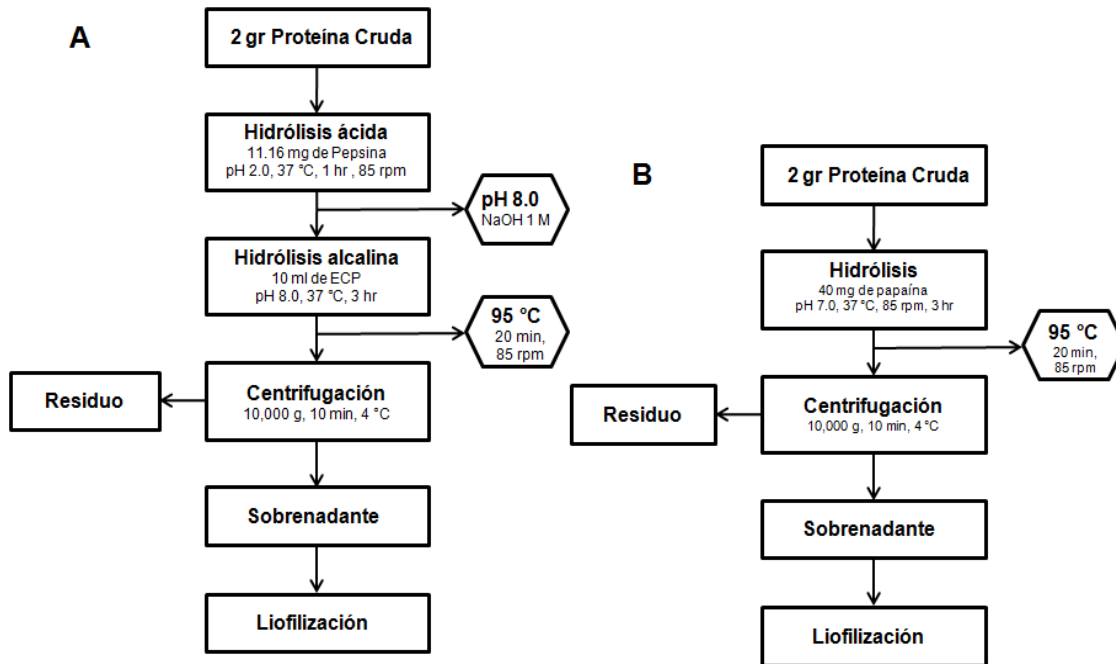 A
2 gr Proteína Cruda
Hidrólisis ácida
11.16 mg de Pepsina
pH 2.0, 37 °C, 1 hr , 85 rpm
pH 8.0
NaOH 1 M
Hidrólisis alcalina
10 ml de ECP
pH 8.0, 37 °C, 3 hr
95 °C
20 min,
85 rpm
Centrifugación
10,000 g, 10 min, 4 °C
Residuo
Sobrenadante
Liofilización
B
2 gr Proteína Cruda
Hidrólisis
40 mg de papaína
pH 7.0, 37 °C, 85 rpm, 3 hr
95 °C
20 min,
85 rpm
Centrifugación
10,000 g, 10 min, 4 °C
Residuo
Sobrenadante
Liofilización